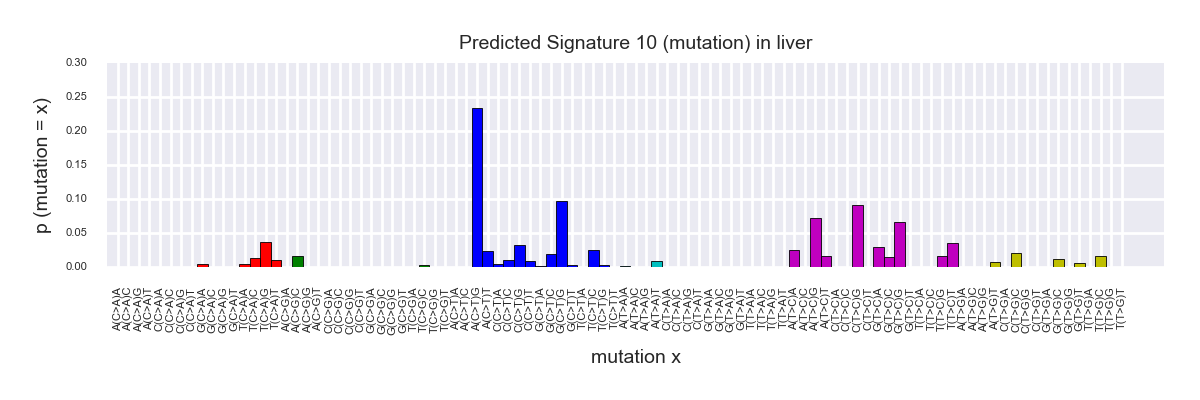 Predicted Signature 10 (mutation) in liver
p (mutation = x)
0.30
0.25
0.20
0.15
0.10
0.05
0.00
A(C>A)A
A(C>A)C
A(C>A)G
A(C>A)T
C(C>A)A
C(C>A)C
C(C>A)G
C(C>A)T
G(C>A)A
G(C>A)C
G(C>A)G
G(C>A)T
T(C>A)A
T(C>A)C
T(C>A)G
T(C>A)T
A(C>G)A
A(C>G)C
A(C>G)G
A(C>G)T
C(C>G)A
C(C>G)C
C(C>G)G
C(C>G)T
G(C>G)A
G(C>G)C
G(C>G)G
G(C>G)T
T(C>G)A
T(C>G)C
T(C>G)G
T(C>G)T
A(C>T)A
A(C>T)C
A(C>T)G
A(C>T)T
C(C>T)A
C(C>T)C
C(C>T)G
C(C>T)T
G(C>T)A
G(C>T)C
G(C>T)G
G(C>T)T
T(C>T)A
T(C>T)C
T(C>T)G
T(C>T)T
A(T>A)A
A(T>A)C
A(T>A)G
A(T>A)T
C(T>A)A
C(T>A)C
C(T>A)G
C(T>A)T
G(T>A)A
G(T>A)C
G(T>A)G
G(T>A)T
T(T>A)A
T(T>A)C
T(T>A)G
T(T>A)T
A(T>C)A
A(T>C)C
A(T>C)G
A(T>C)T
C(T>C)A
C(T>C)C
C(T>C)G
C(T>C)T
G(T>C)A
G(T>C)C
G(T>C)G
G(T>C)T
T(T>C)A
T(T>C)C
T(T>C)G
T(T>C)T
A(T>G)A
A(T>G)C
A(T>G)G
A(T>G)T
C(T>G)A
C(T>G)C
C(T>G)G
C(T>G)T
G(T>G)A
G(T>G)C
G(T>G)G
G(T>G)T
T(T>G)A
T(T>G)C
T(T>G)G
T(T>G)T
mutation x